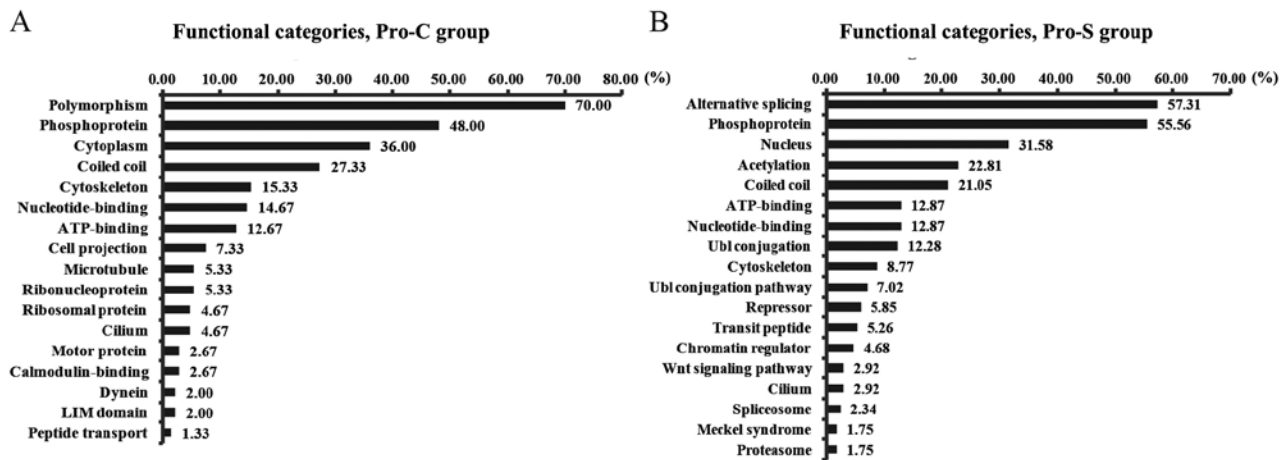 A
Functional categories, Pro-C group
0.00 10.00 20.00 30.00 40.00 50.00 60.00 70.00 80.00 (%)
Polymorphism 70.00
Phosphoprotein 48.00
Cytoplasm 36.00
Coiled coil 27.33
Cytoskeleton 15.33
Nucleotide-binding 14.67
ATP-binding 12.67
Cell projection 7.33
Microtubule 5.33
Ribonucleoprotein 5.33
Ribosomal protein 4.67
Cilium 4.67
Motor protein 2.67
Calmodulin-binding 2.67
Dynein 2.00
LIM domain 2.00
Peptide transport 1.33
B
Functional categories, Pro-S group
0.00 10.00 20.00 30.00 40.00 50.00 60.00 70.00 (%)
Alternative splicing 57.31
Phosphoprotein 55.56
Nucleus 31.58
Acetylation 22.81
Coiled coil 21.05
ATP-binding 12.87
Nucleotide-binding 12.87
Ubl conjugation 12.28
Cytoskeleton 8.77
Ubl conjugation pathway 7.02
Repressor 5.85
Transit peptide 5.26
Chromatin regulator 4.68
Wnt signaling pathway 2.92
Cilium 2.92
Spliceosome 2.34
Meckel syndrome 1.75
Proteasome 1.75